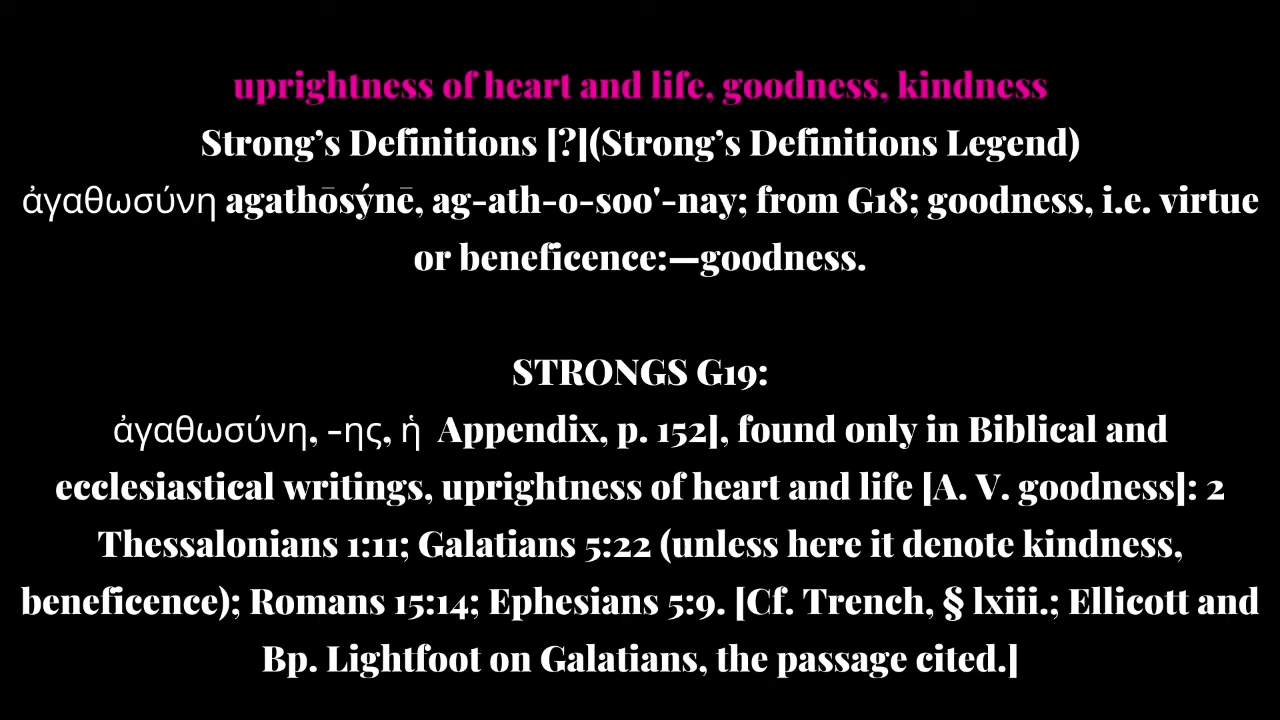 uprightness of heart and life, goodness, kindness
Strong’s Definitions [?](Strong’s Definitions Legend)
ἀγαθωσύνη agathōsýnē, ag-ath-o-soo'-nay; from G18; goodness, i.e. virtue
or beneficence:—goodness.
STRONGS G19:
ἀγαθωσύνη, -ης, ἡ Appendix, p. 152], found only in Biblical and
ecclesiastical writings, uprightness of heart and life [A. V. goodness]: 2
Thessalonians 1:11; Galatians 5:22 (unless here it denote kindness,
beneficence); Romans 15:14; Ephesians 5:9. [Cf. Trench, § lxiii.; Ellicott and
Bp. Lightfoot on Galatians, the passage cited.]